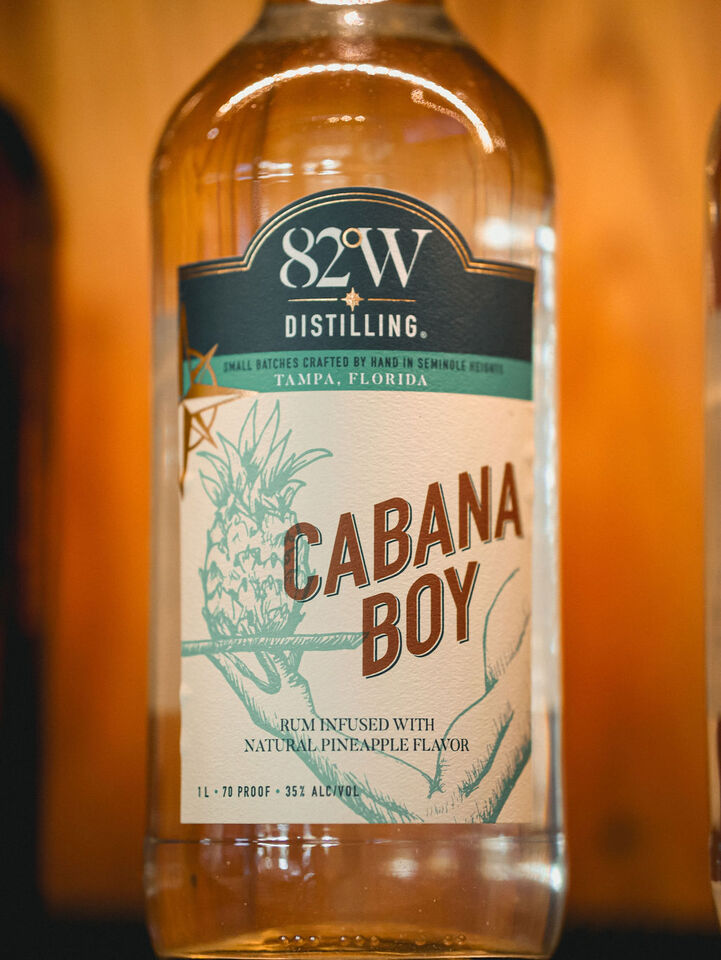 82°W
DISTILLING®
SMALL BATCHES CRAFTED BY HAND IN SEMINOLE HEIGHTS
TAMPA, FLORIDA
CABANA
BOY
RUM INFUSED WITH
NATURAL PINEAPPLE FLAVOR
1 L • 70 PROOF • 35% ALC/VOL